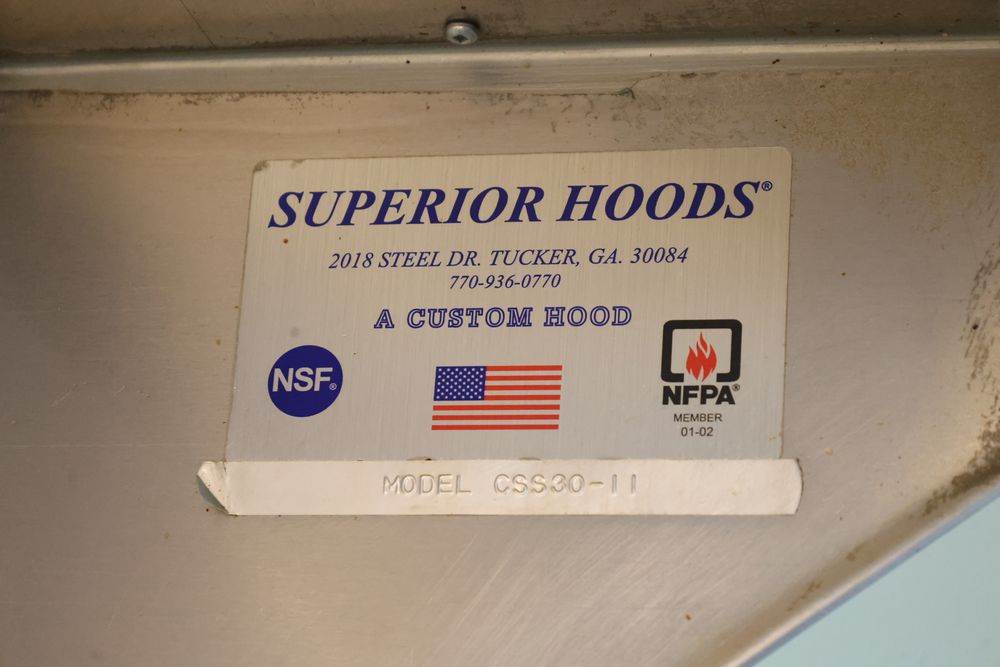 SUPERIOR HOODS®
2018 STEEL DR. TUCKER, GA. 30084
770-936-0770
A CUSTOM HOOD
NSF®
NFPA®
MEMBER
01-02
MODEL CSS30-11